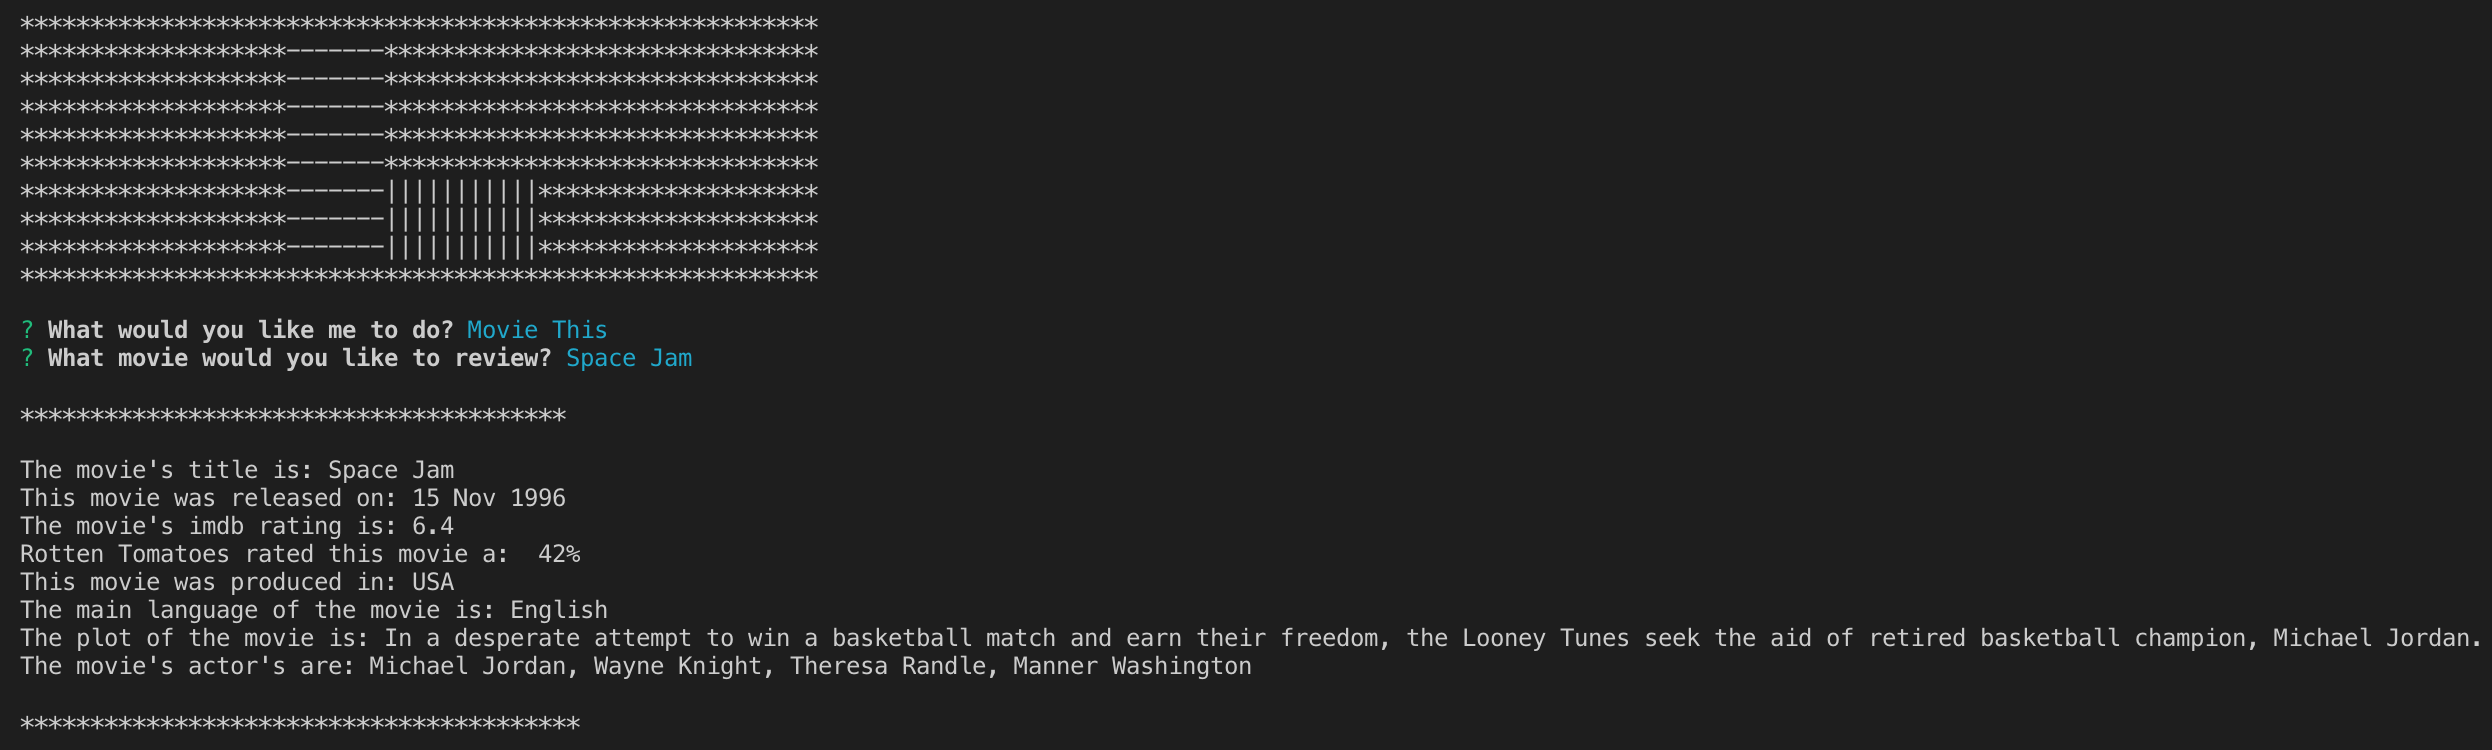 *********************************************************
*******************-------*******************************
*******************-------*******************************
*******************-------*******************************
*******************-------*******************************
*******************-------*******************************
*******************-------|||||||||||********************
*******************-------|||||||||||********************
*******************-------|||||||||||********************
*********************************************************
? What would you like me to do? Movie This
? What movie would you like to review? Space Jam
***************************************
The movie's title is: Space Jam
This movie was released on: 15 Nov 1996
The movie's imdb rating is: 6.4
Rotten Tomatoes rated this movie a:  42%
This movie was produced in: USA
The main language of the movie is: English
The plot of the movie is: In a desperate attempt to win a basketball match and earn their freedom, the Looney Tunes seek the aid of retired basketball champion, Michael Jordan.
The movie's actor's are: Michael Jordan, Wayne Knight, Theresa Randle, Manner Washington
****************************************